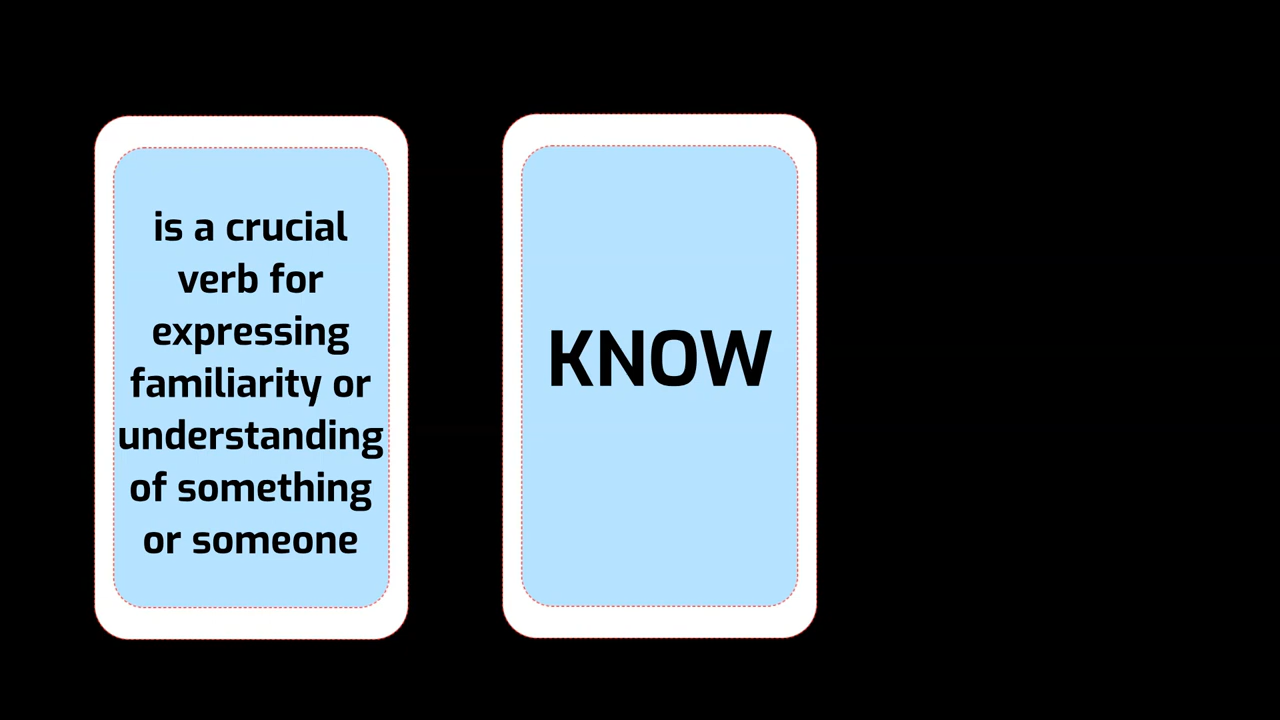 is a crucial
verb for
expressing
familiarity or
understanding
of something
or someone
KNOW